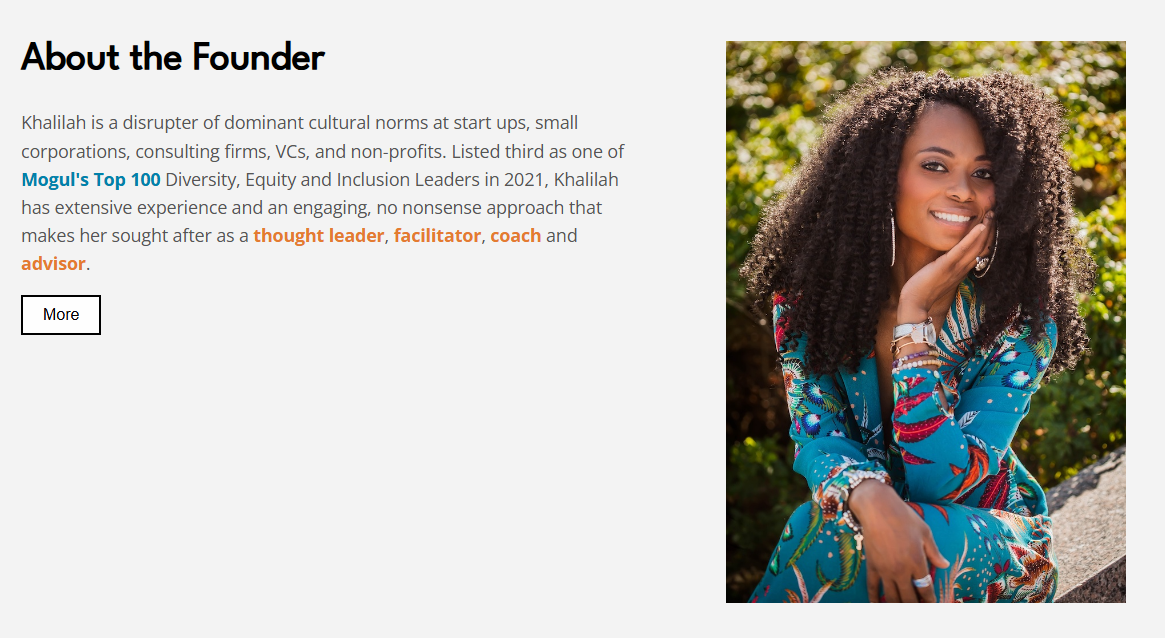 About the Founder
Khalilah is a disrupter of dominant cultural norms at start ups, small
corporations, consulting firms, VCs, and non-profits. Listed third as one of
Mogul's Top 100 Diversity, Equity and Inclusion Leaders in 2021, Khalilah
has extensive experience and an engaging, no nonsense approach that
makes her sought after as a thought leader, facilitator, coach and
advisor.
More